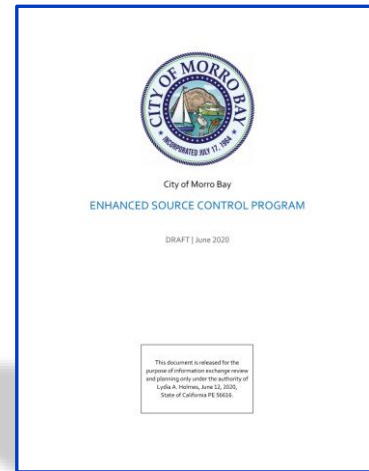 CITY OF MORRO BAY
INCORPORATED JULY 17, 1964
City of Morro Bay
ENHANCED SOURCE CONTROL PROGRAM
DRAFT | June 2020
This document is released for the
purpose of information exchange review
and planning only under the authority of
Lydia A. Holmes, June 12, 2020,
State of California PE 56616.